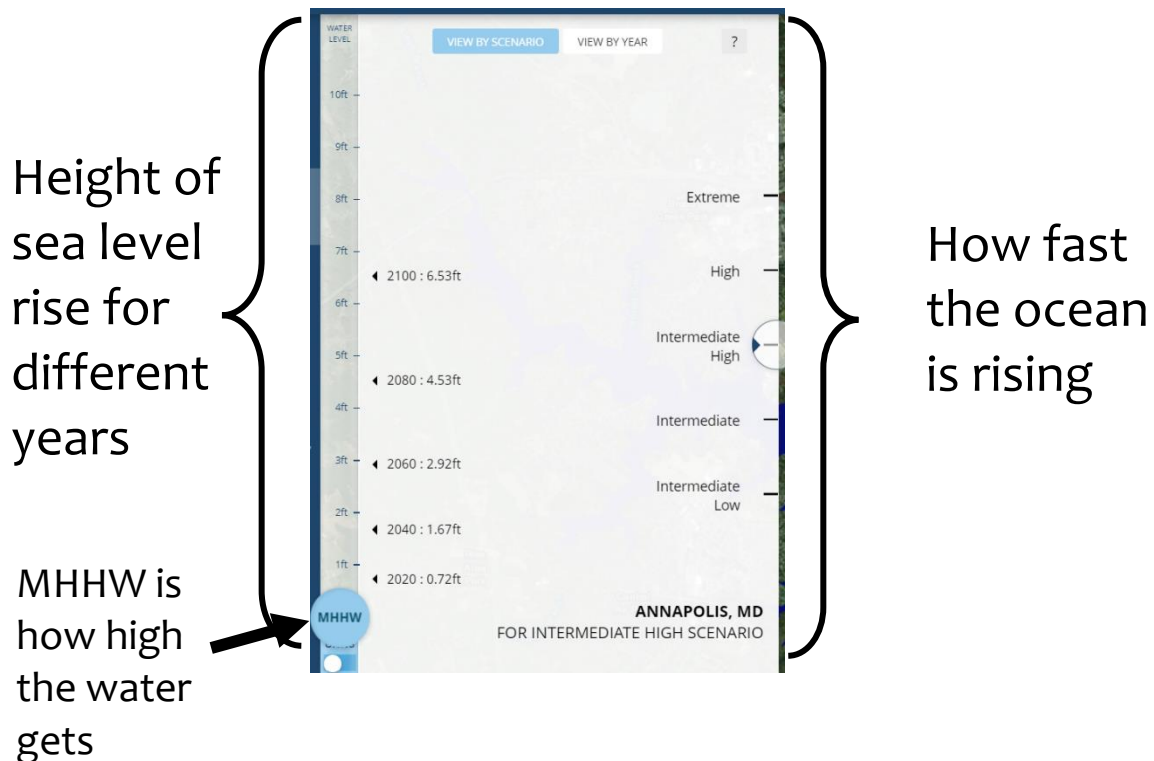 Height of
sea level
rise for
different
years
MHHW is
how high
the water
gets
WATER
LEVEL
VIEW BY SCENARIO
VIEW BY YEAR
?
10ft
9ft
8ft
7ft
6ft
5ft
4ft
3ft
2ft
1ft
MHHW
2100 : 6.53ft
2080 : 4.53ft
2060 : 2.92ft
2040 : 1.67ft
2020 : 0.72ft
Extreme
High
Intermediate
High
Intermediate
Intermediate
Low
ANNAPOLIS, MD
FOR INTERMEDIATE HIGH SCENARIO
How fast
the ocean
is rising